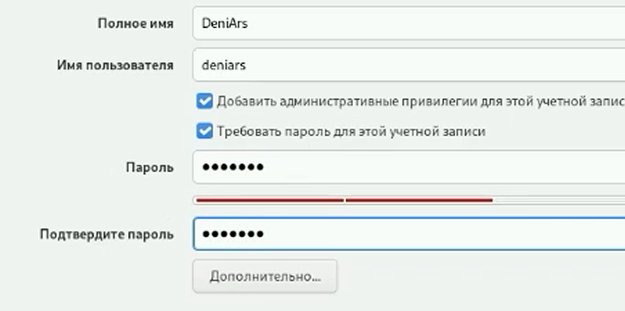 Полное имя DeniArs
Имя пользователя deniars
Добавить административные привилегии для этой учетной запис
Требовать пароль для этой учетной записи
Пароль •••••••
Подтвердите пароль •••••••
Дополнительно...